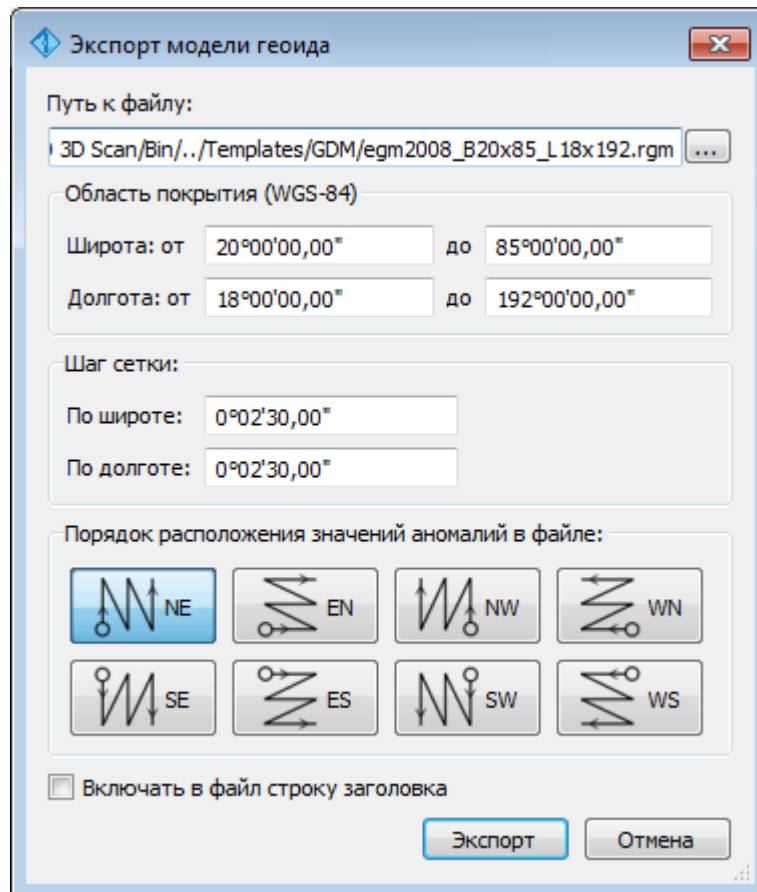 Экспорт модели геоида
Путь к файлу:
3D Scan/Bin/../Templates/GDM/egm2008_B20x85_L18x192.rgm ...
Область покрытия (WGS-84)
Широта: от 20°00'00,00" до 85°00'00,00"
Долгота: от 18°00'00,00" до 192°00'00,00"
Шаг сетки:
По широте: 0°02'30,00"
По долготе: 0°02'30,00"
Порядок расположения значений аномалий в файле:
NE EN NW WN
SE ES SW WS
Включать в файл строку заголовка
Экспорт Отмена